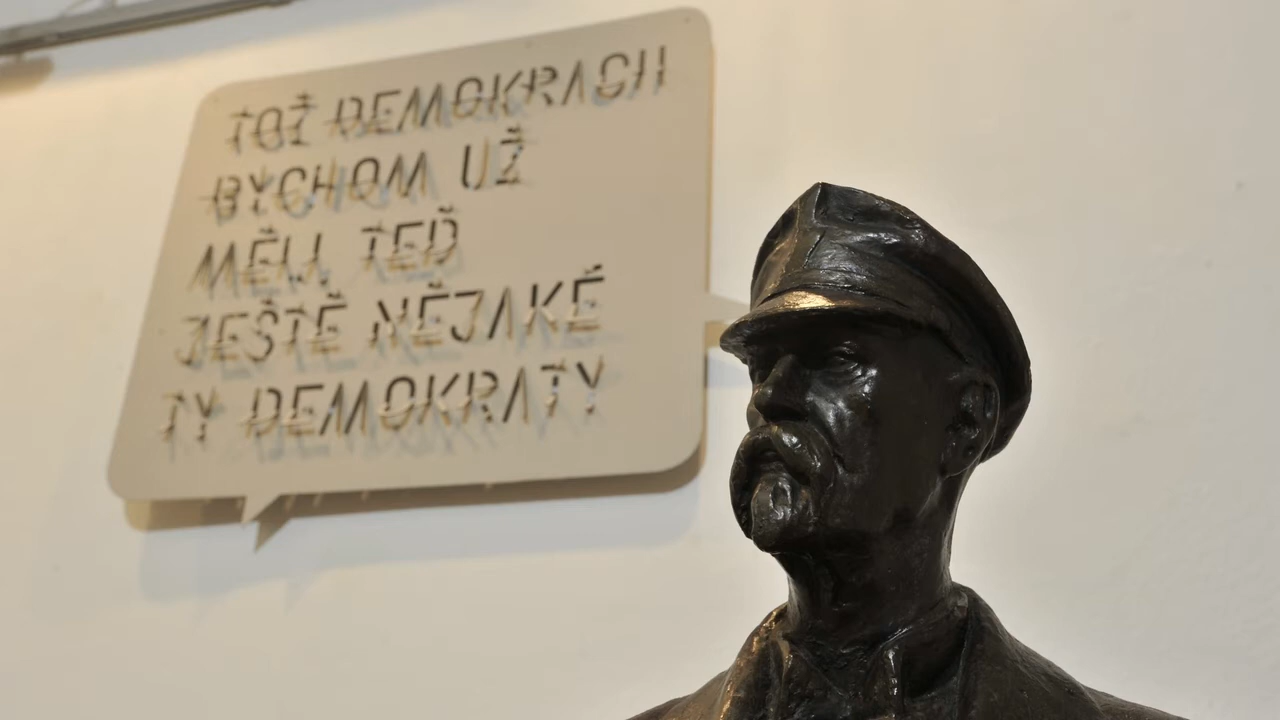 TOŽ DEMOKRACII
BYCHOM UŽ
MĚLI, TEĎ
JEŠTĚ NĚJAKÉ
TY DEMOKRATY